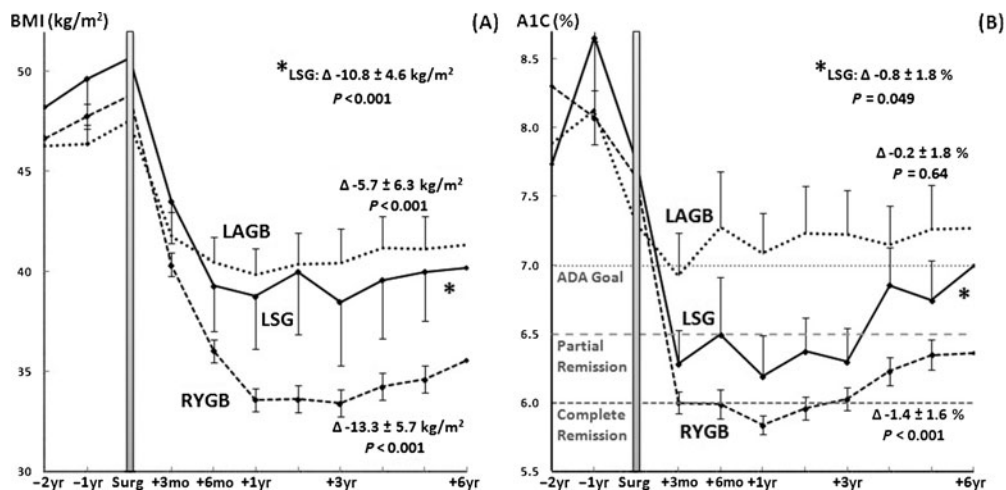 BMI (kg/m²)
(A)
50
45
40
35
30
* LSG: Δ -10.8 ± 4.6 kg/m²
P < 0.001
Δ -5.7 ± 6.3 kg/m²
P < 0.001
LAGB
LSG
*
RYGB
Δ -13.3 ± 5.7 kg/m²
P < 0.001
−2yr −1yr Surg +3mo +6mo +1yr +3yr +6yr
A1C (%)
(B)
8.5
8.0
7.5
7.0
6.5
6.0
5.5
* LSG: Δ -0.8 ± 1.8 %
P = 0.049
Δ -0.2 ± 1.8 %
P = 0.64
LAGB
ADA Goal
LSG
*
Partial
Remission
RYGB
Complete
Remission
Δ -1.4 ± 1.6 %
P < 0.001
−2yr −1yr Surg +3mo +6mo +1yr +3yr +6yr